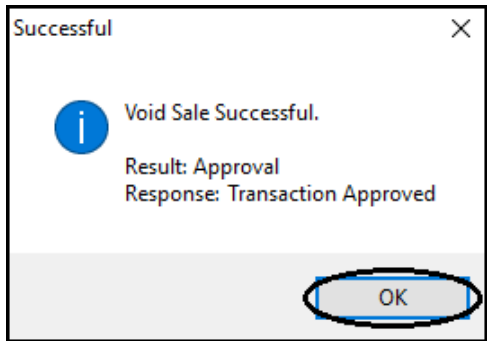 Successful
Void Sale Successful.
Result: Approval
Response: Transaction Approved
OK